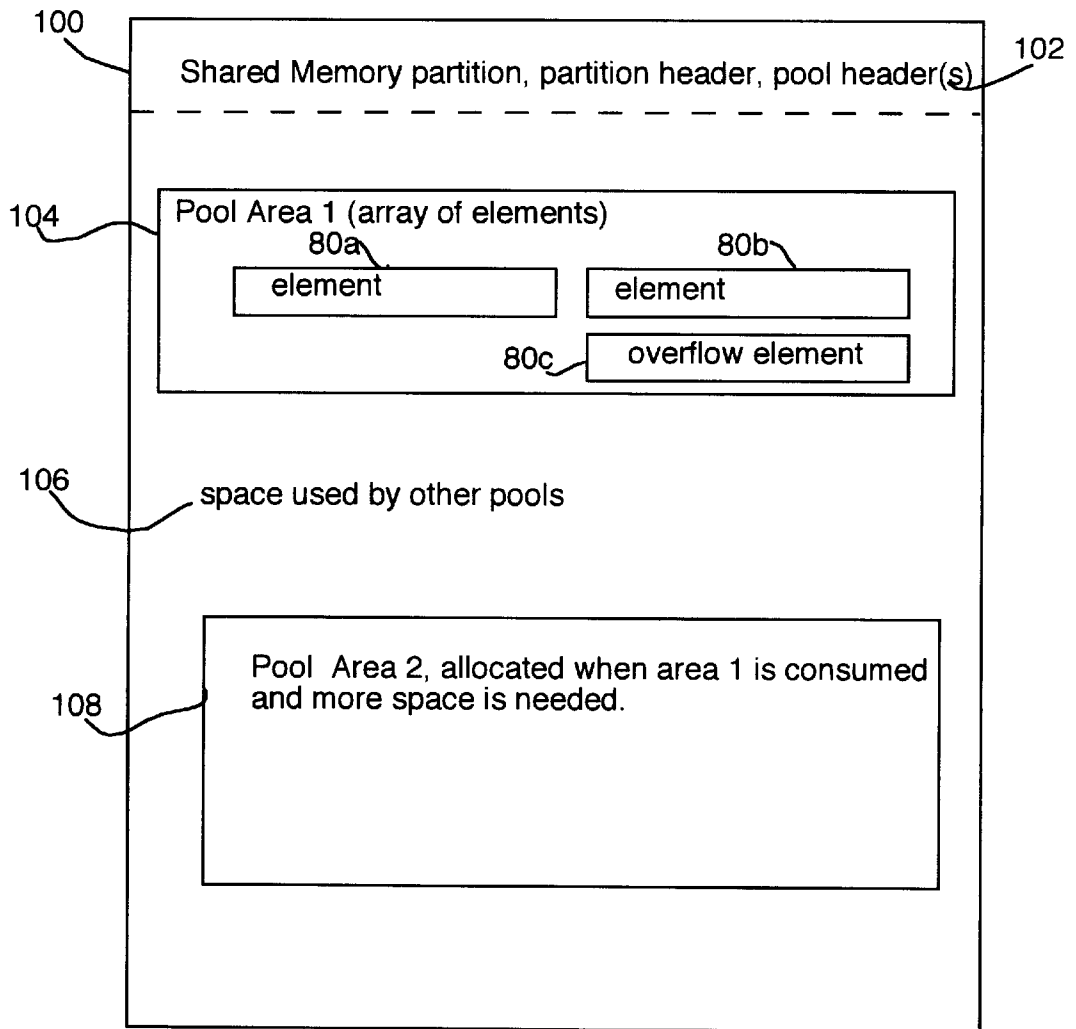 100
102
Shared Memory partition, partition header, pool header(s)
104
Pool Area 1 (array of elements)
80a
80b
element
element
80c
overflow element
106
space used by other pools
Pool Area 2, allocated when area 1 is consumed
and more space is needed.
108